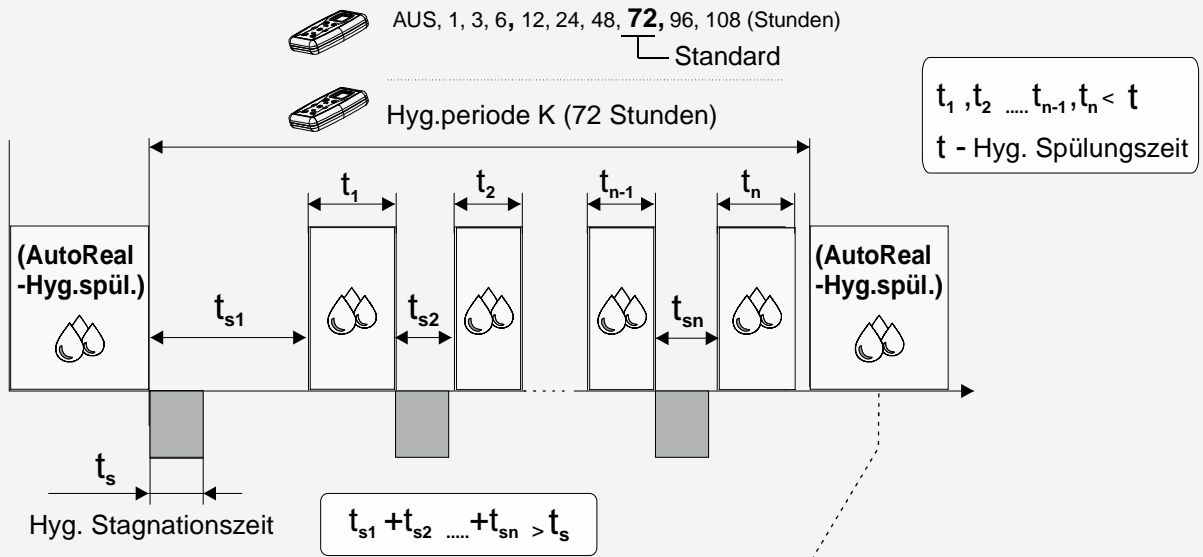 AUS, 1, 3, 6, 12, 24, 48, 72, 96, 108 (Stunden)
Standard
Hyg.periode K (72 Stunden)
t1 ,t2 ..... tn-1,tn < t
t - Hyg. Spülungszeit
t1
t2
tn-1
tn
(AutoReal
-Hyg.spül.)
ts1
ts2
tsn
(AutoReal
-Hyg.spül.)
ts
Hyg. Stagnationszeit
ts1 +ts2 ..... +tsn > ts